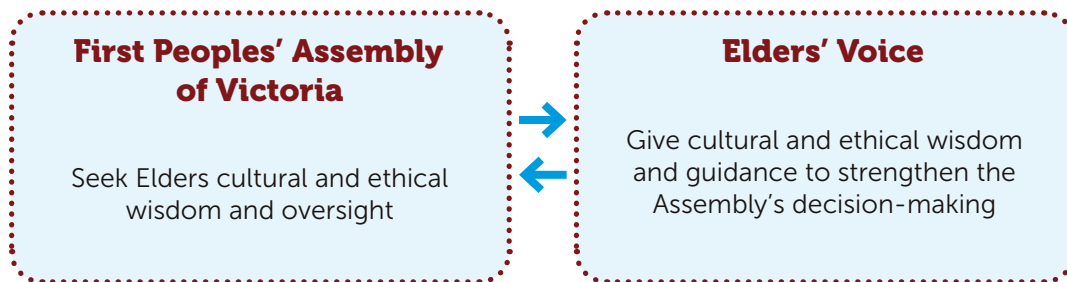 First Peoples’ Assembly
of Victoria
Seek Elders cultural and ethical
wisdom and oversight
Elders’ Voice
Give cultural and ethical wisdom
and guidance to strengthen the
Assembly’s decision-making